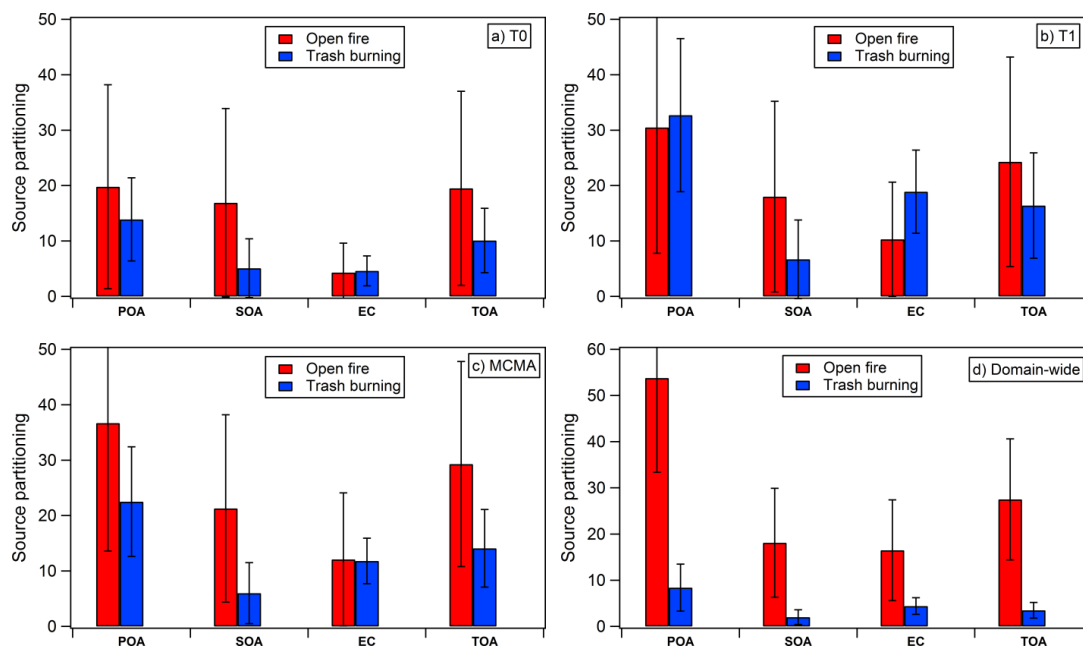 50
40
30
20
10
0
Source partitioning
Open fire
Trash burning
a) T0
POA SOA EC TOA
50
40
30
20
10
0
Source partitioning
Open fire
Trash burning
b) T1
POA SOA EC TOA
50
40
30
20
10
0
Source partitioning
Open fire
Trash burning
c) MCMA
POA SOA EC TOA
60
50
40
30
20
10
0
Source partitioning
Open fire
Trash burning
d) Domain-wide
POA SOA EC TOA